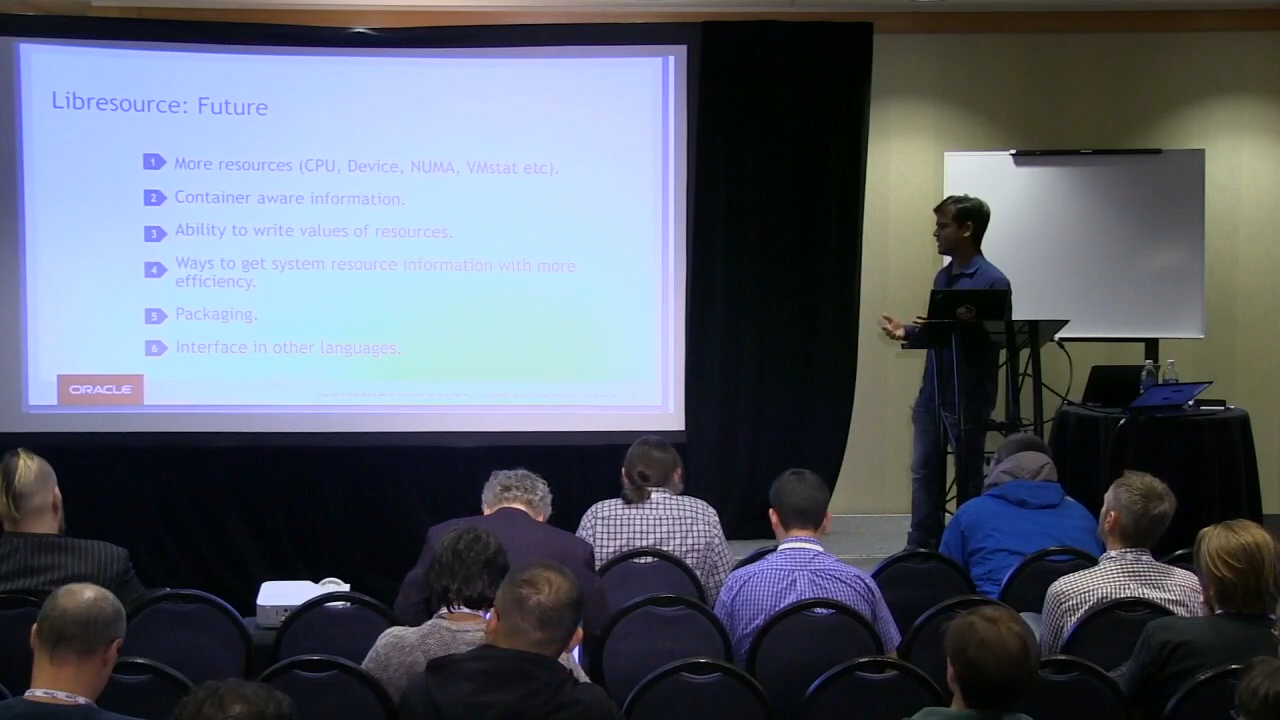 Libresource: Future
1 More resources (CPU, Device, NUMA, VMstat etc).
2 Container aware information.
3 Ability to write values of resources.
4 Ways to get system resource information with more
efficiency.
5 Packaging.
6 Interface in other languages.
ORACLE